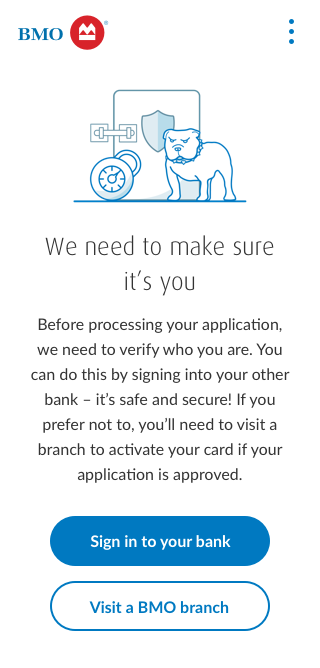 BMO
We need to make sure
it's you
Before processing your application,
we need to verify who you are. You
can do this by signing into your other
bank – it's safe and secure! If you
prefer not to, you'll need to visit a
branch to activate your card if your
application is approved.
Sign in to your bank
Visit a BMO branch